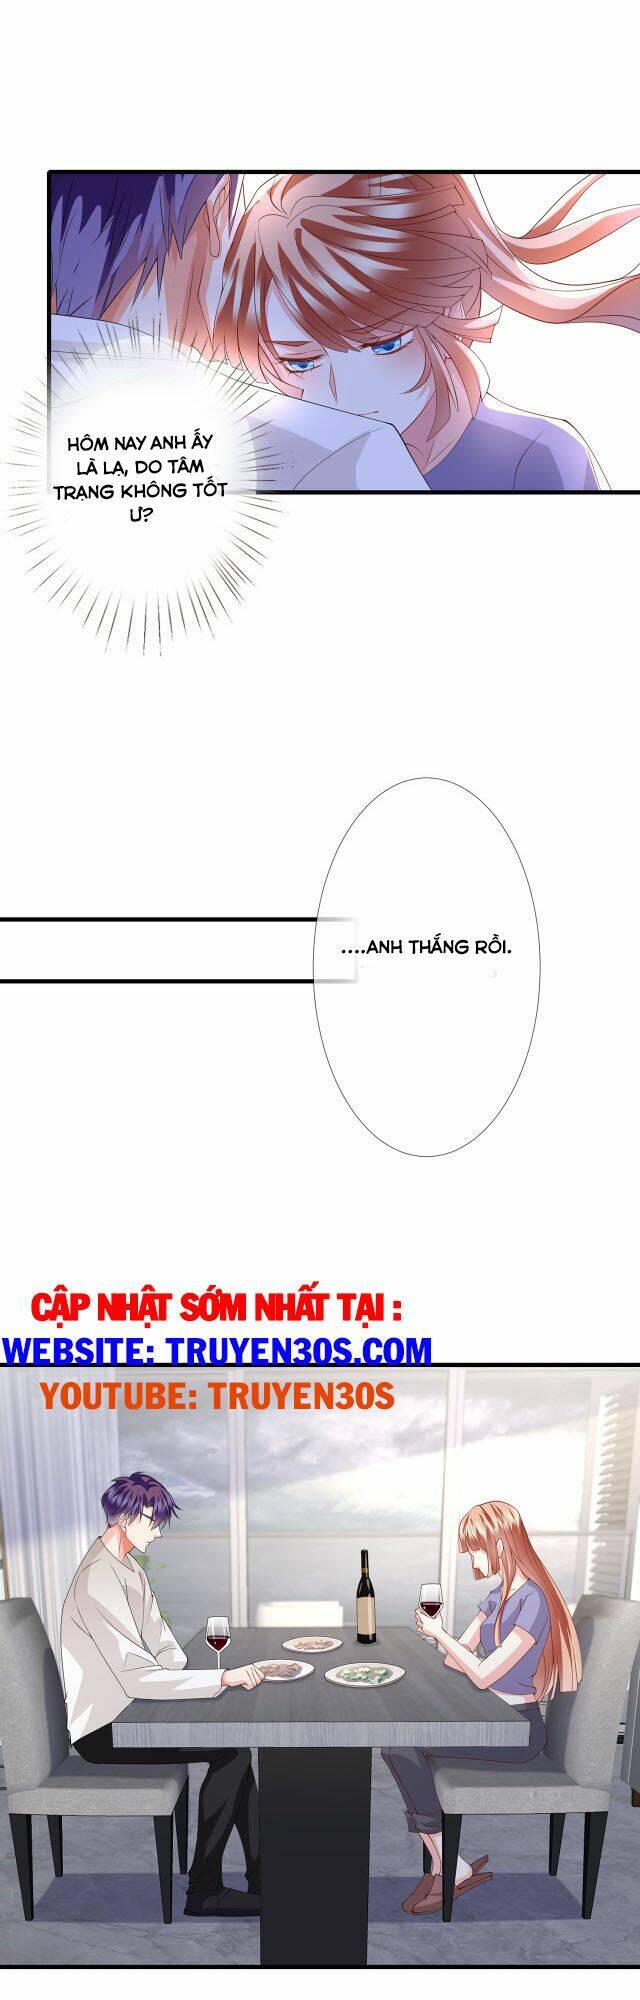 HÔM NAY ANH ẤY
LÀ LẠ, DO TÂM
TRẠNG KHÔNG TỐT
Ư?
....ANH THẮNG RỒI.
CẬP NHẬT SỚM NHẤT TẠI :
WEBSITE: TRUYEN30S.COM
YOUTUBE: TRUYEN30S